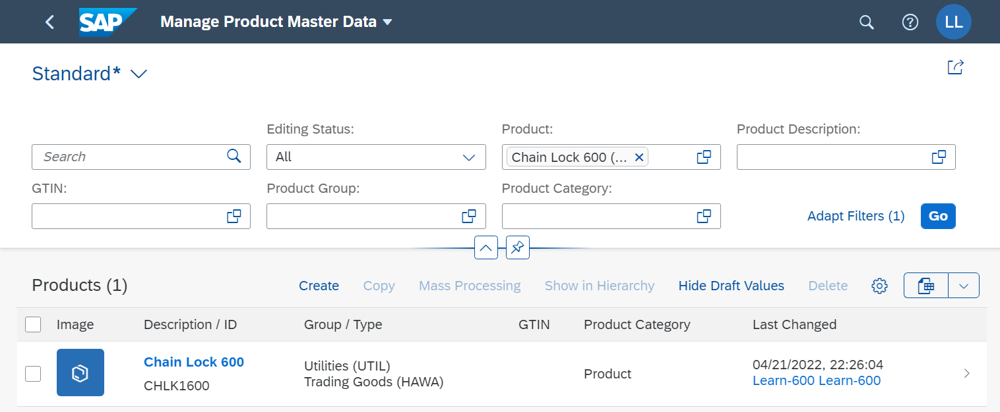 SAP Manage Product Master Data
LL
Standard*
Editing Status:
Product:
Product Description:
Search
All
Chain Lock 600 (...
GTIN:
Product Group:
Product Category:
Adapt Filters (1)
Go
Products (1)
Create
Copy
Mass Processing
Show in Hierarchy
Hide Draft Values
Delete
Image
Description / ID
Group / Type
GTIN
Product Category
Last Changed
Chain Lock 600
CHLK1600
Utilities (UTIL)
Trading Goods (HAWA)
Product
04/21/2022, 22:26:04
Learn-600 Learn-600